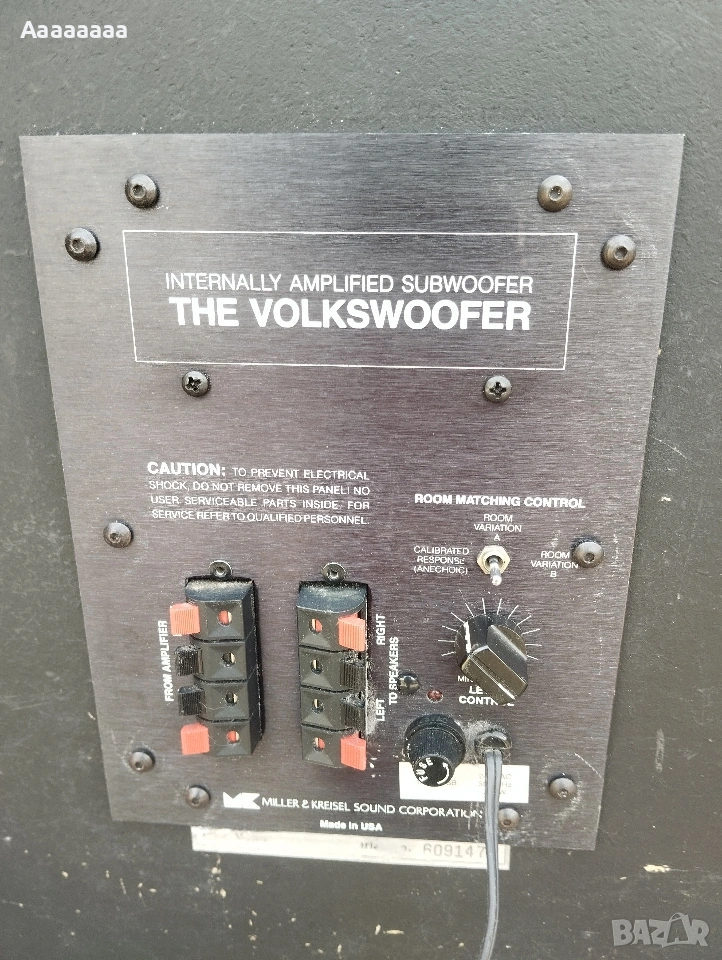 Aaaaaaaa
INTERNALLY AMPLIFIED SUBWOOFER
THE VOLKSWOOFER
CAUTION: TO PREVENT ELECTRICAL
SHOCK, DO NOT REMOVE THIS PANEL! NO
USER SERVICEABLE PARTS INSIDE. FOR
SERVICE REFER TO QUALIFIED PERSONNEL.
ROOM MATCHING CONTROL
ROOM
VARIATION
A
CALIBRATED
RESPONSE
(ANECHOIC)
ROOM
VARIATION
B
FROM AMPLIFIER
RIGHT
LEFT
TO SPEAKERS
FUSE
MK MILLER & KREISEL SOUND CORPORATION
Made in USA
609147
BAZAR